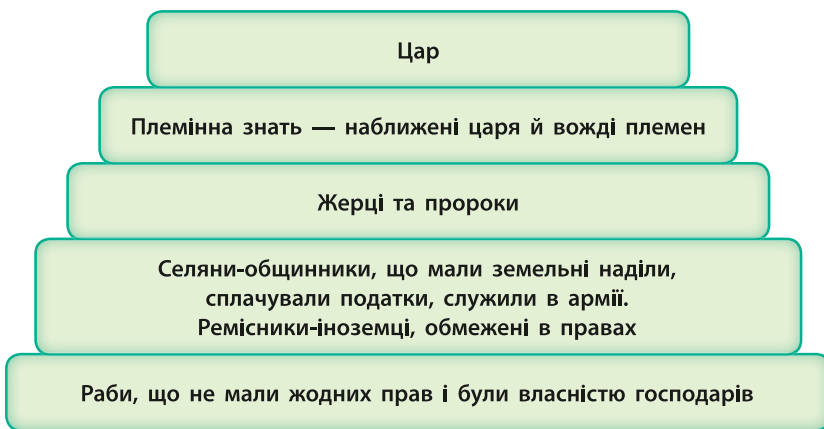 Цар
Племінна знать — наближені царя й вожді племен
Жерці та пророки
Селяни-общинники, що мали земельні наділи,
сплачували податки, служили в армії.
Ремісники-іноземці, обмежені в правах
Раби, що не мали жодних прав і були власністю господарів